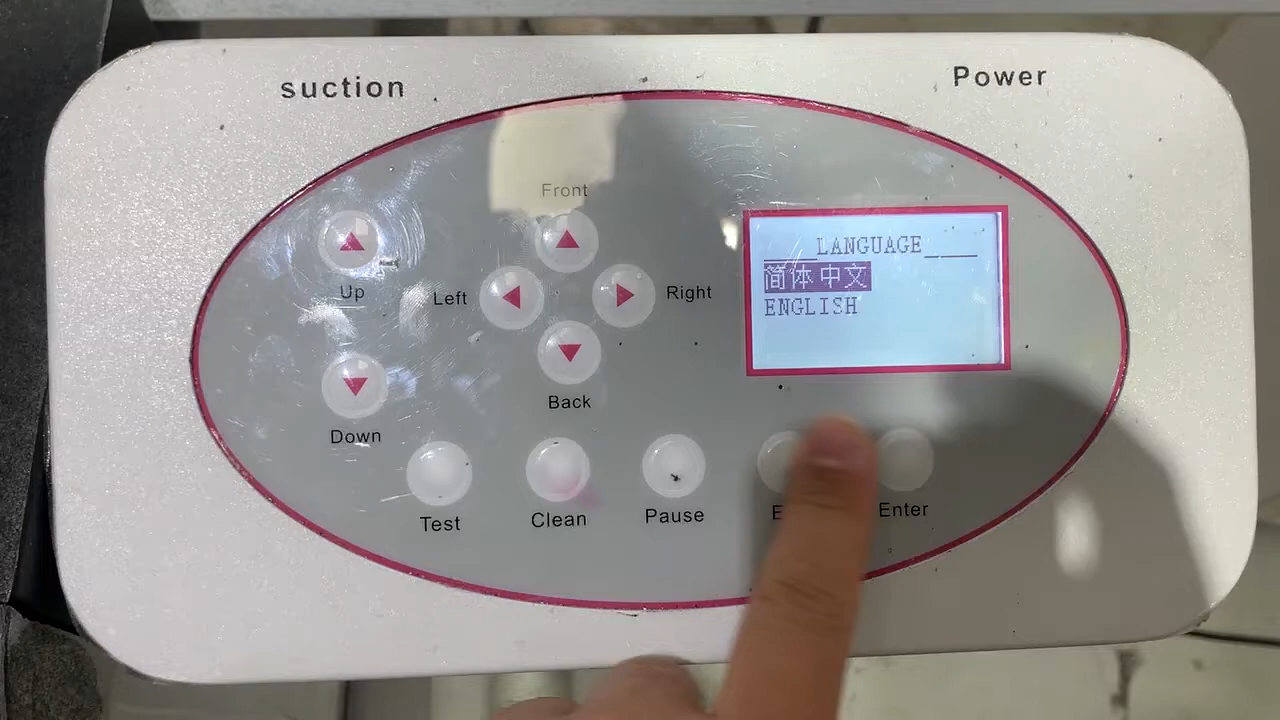 suction
Power
Front
Up
Left
Right
Back
Down
LANGUAGE
简体中文
ENGLISH
Test
Clean
Pause
Enter